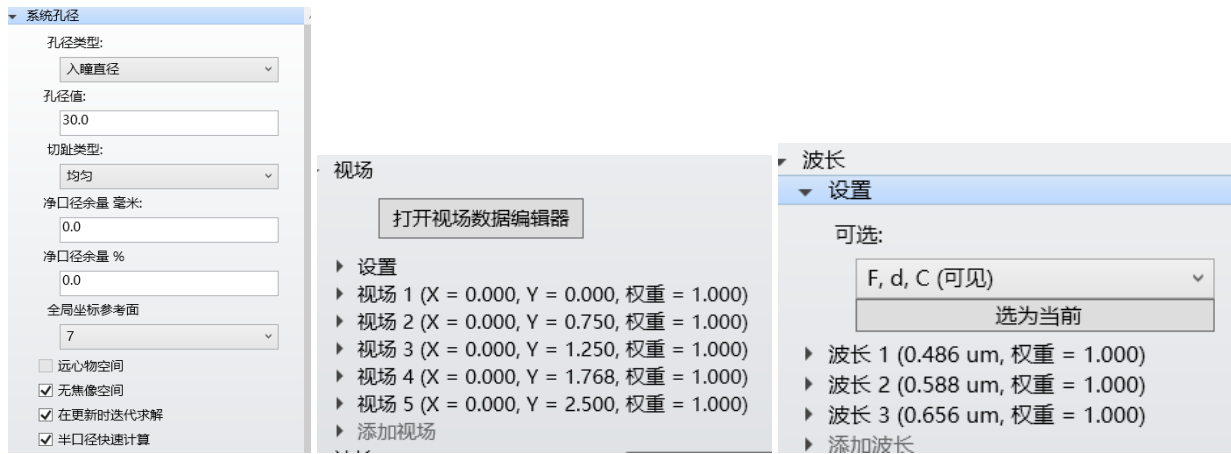 系统孔径
孔径类型:
入瞳直径
孔径值:
30.0
切趾类型:
均匀
净口径余量 毫米:
0.0
净口径余量 %
0.0
全局坐标参考面
7
远心物空间
无焦像空间
在更新时迭代求解
半口径快速计算
视场
打开视场数据编辑器
设置
视场 1 (X = 0.000, Y = 0.000, 权重 = 1.000)
视场 2 (X = 0.000, Y = 0.750, 权重 = 1.000)
视场 3 (X = 0.000, Y = 1.250, 权重 = 1.000)
视场 4 (X = 0.000, Y = 1.768, 权重 = 1.000)
视场 5 (X = 0.000, Y = 2.500, 权重 = 1.000)
添加视场
波长
设置
可选:
F, d, C (可见)
选为当前
波长 1 (0.486 um, 权重 = 1.000)
波长 2 (0.588 um, 权重 = 1.000)
波长 3 (0.656 um, 权重 = 1.000)
添加波长